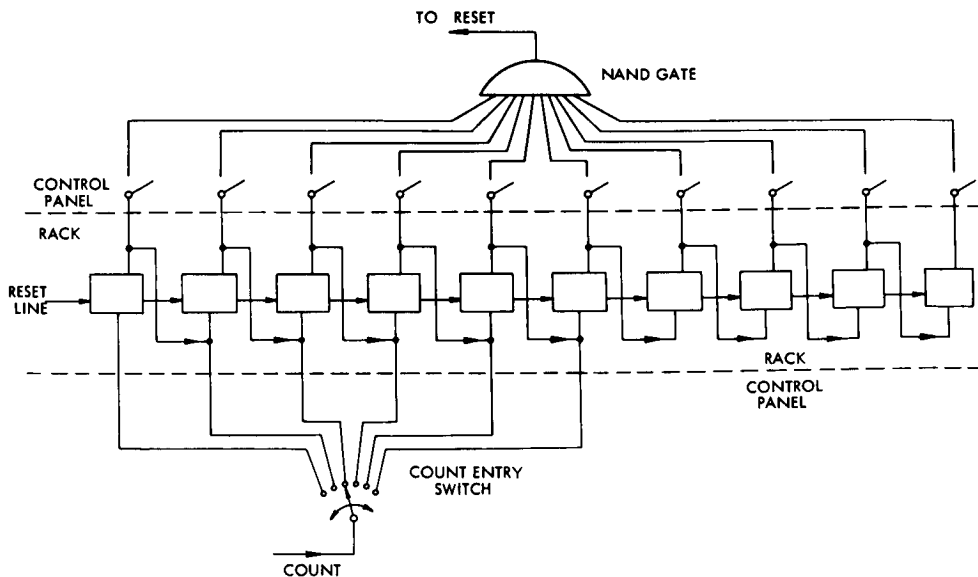 TO RESET
NAND GATE
CONTROL
PANEL
RACK
RESET
LINE
RACK
CONTROL
PANEL
COUNT ENTRY
SWITCH
COUNT